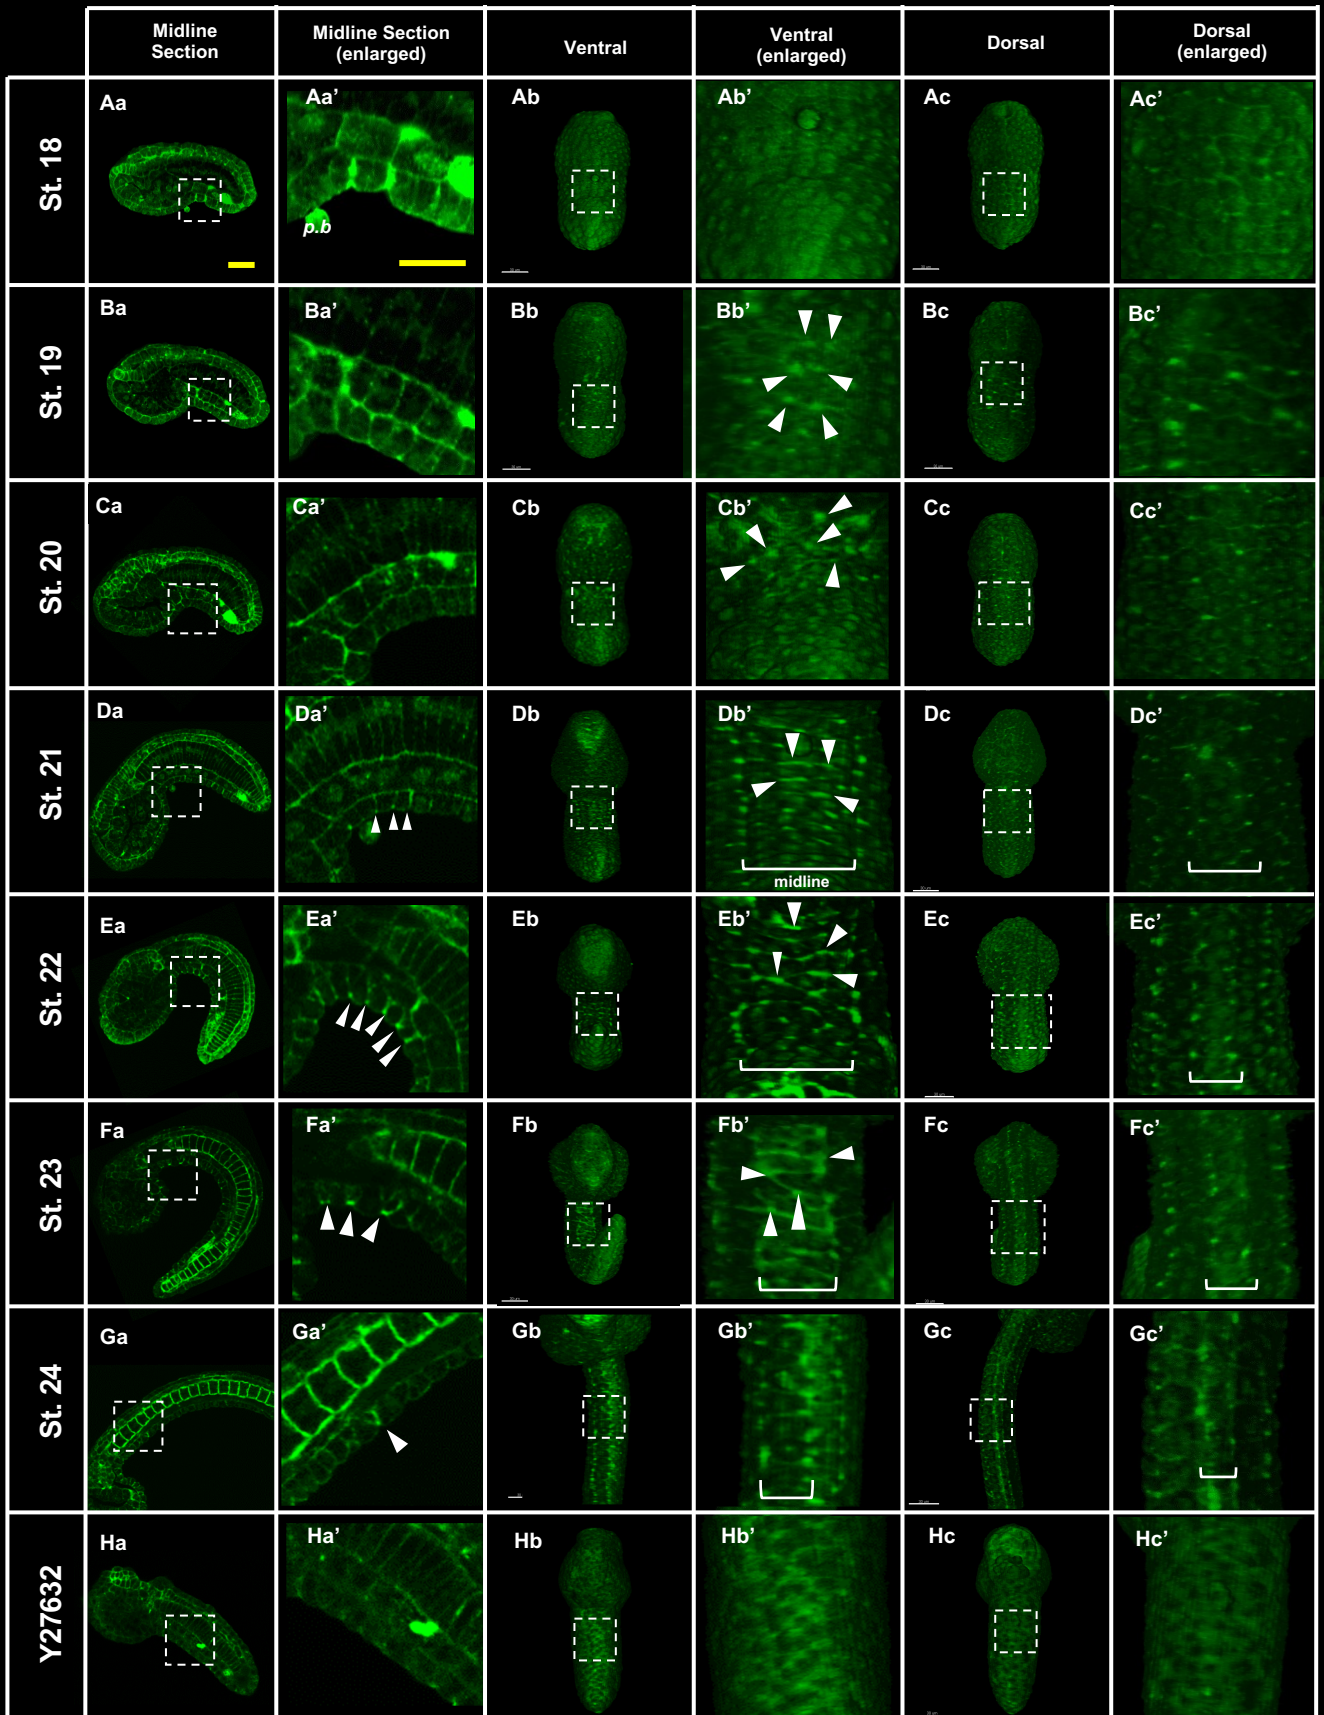 Midline
Section
Midline Section
(enlarged)
Ventral
Ventral
(enlarged)
Dorsal
Dorsal
(enlarged)
St. 18
Aa
Aa’
p.b
Ab
Ab’
Ac
Ac’
St. 19
Ba
Ba’
Bb
Bb’
Bc
Bc’
St. 20
Ca
Ca’
Cb
Cb’
Cc
Cc’
St. 21
Da
Da’
Db
Db’
midline
Dc
Dc’
St. 22
Ea
Ea’
Eb
Eb’
Ec
Ec’
St. 23
Fa
Fa’
Fb
Fb’
Fc
Fc’
St. 24
Ga
Ga’
Gb
Gb’
Gc
Gc’
Y27632
Ha
Ha’
Hb
Hb’
Hc
Hc’